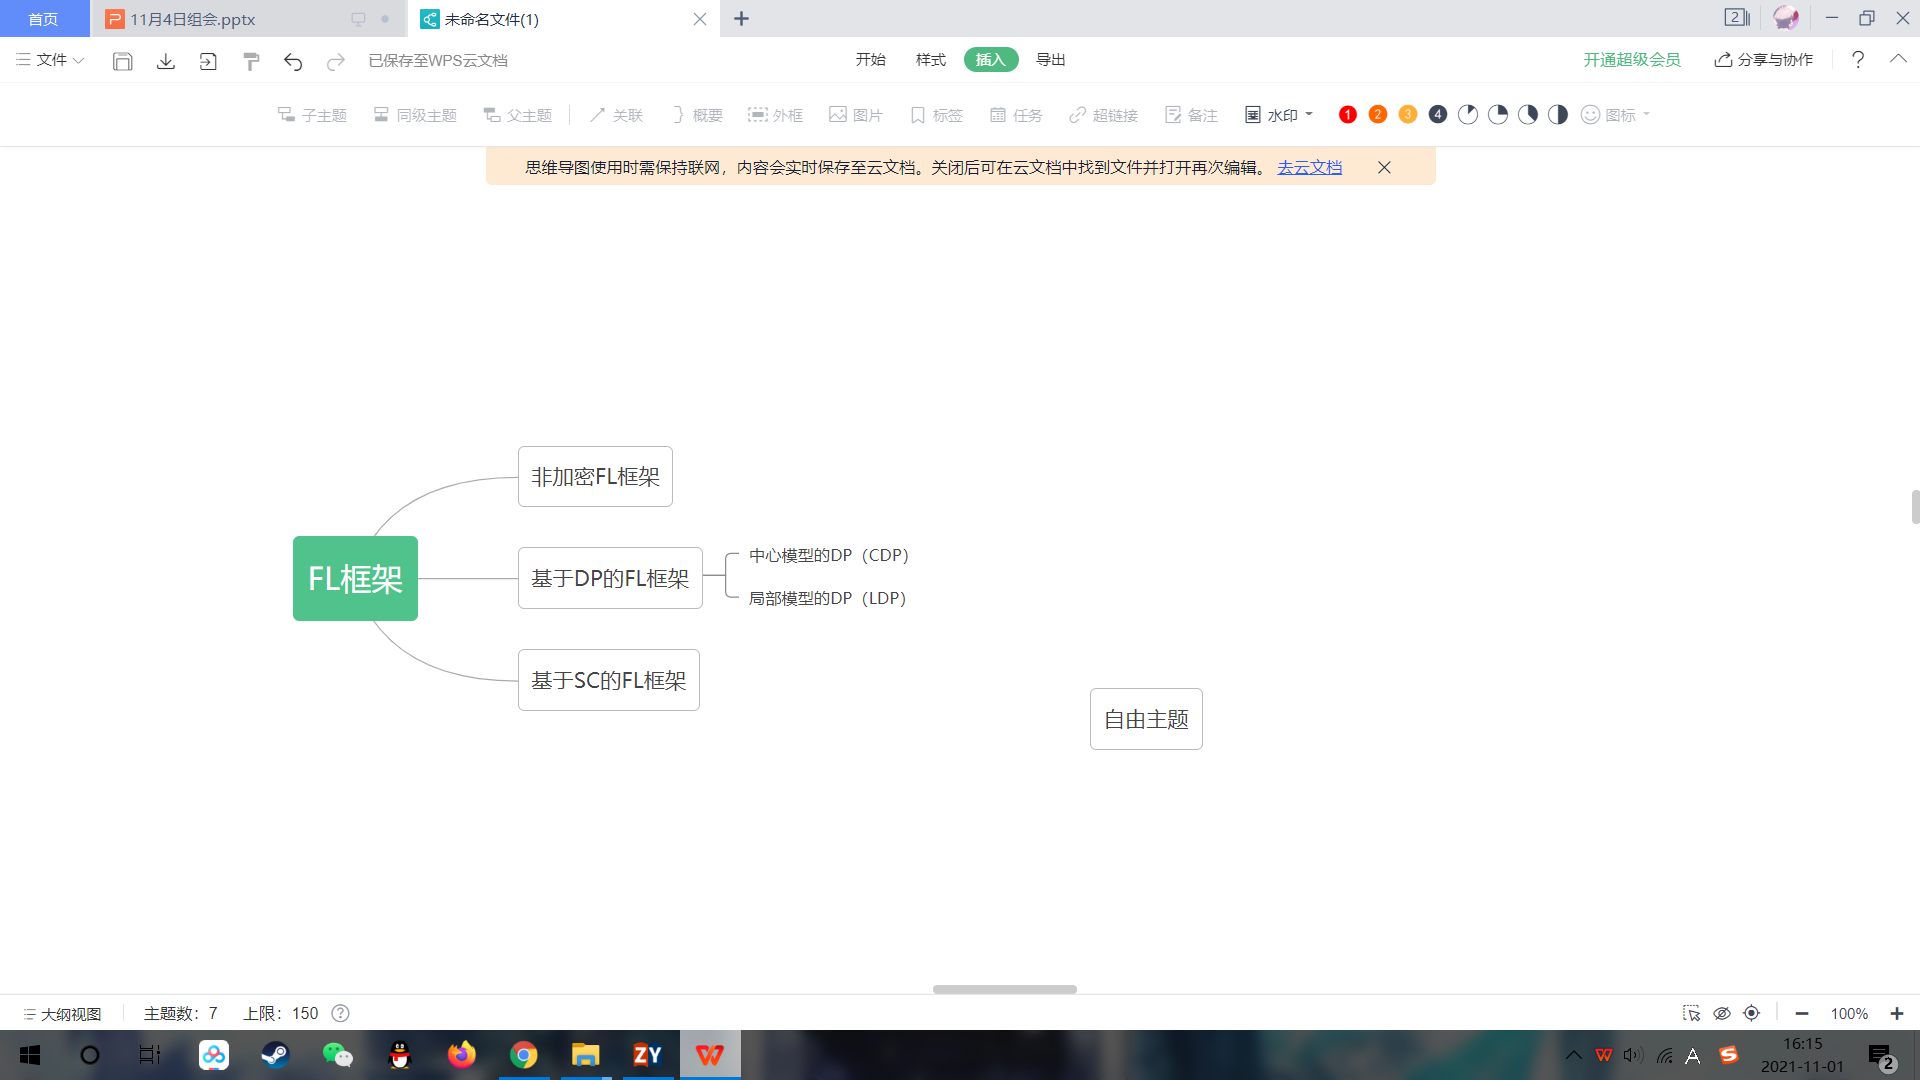 首页
11月4日组会.pptx
未命名文件(1)
2
文件
已保存至WPS云文档
开始
样式
插入
导出
开通超级会员
分享与协作
?
子主题
同级主题
父主题
关联
概要
外框
图片
标签
任务
超链接
备注
水印
1
2
3
4
图标
思维导图使用时需保持联网，内容会实时保存至云文档。关闭后可在云文档中找到文件并打开再次编辑。 去云文档
非加密FL框架
FL框架
基于DP的FL框架
中心模型的DP（CDP）
局部模型的DP（LDP）
基于SC的FL框架
自由主题
大纲视图
主题数：7
上限：150
?
100%
ZY
A
16:15
2021-11-01
2